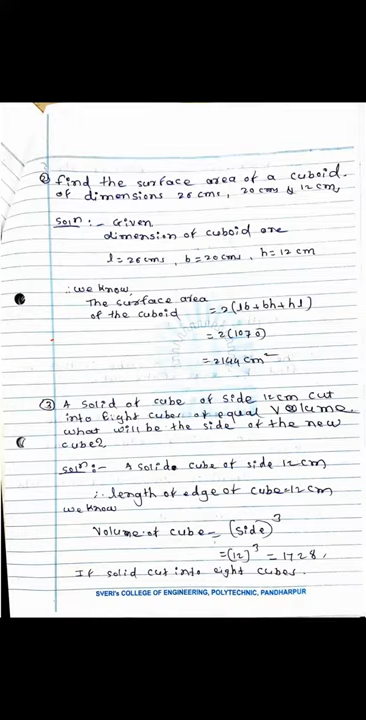 ② find the surface area of a cuboid.
of dimensions 26 cms, 20 cms & 12 cm,
Soln :- Given
dimension of cuboid are
l = 26 cms, b = 20 cms, h = 12 cm
∴ we know,
The surface area
of the cuboid = 2(lb+bh+hl)
= 2(1070)
= 2144 cm²
③ A solid of cube of side 12cm cut
into Eight cubes of equal Volume.
what will be the side of the new
cube?
Soln :- A solid cube of side 12cm
∴ length of edge of cube=12 cm
we know
Volume of cube = (side)³
= (12)³ = 1728.
If solid cut into eight cubes.
SVERI's COLLEGE OF ENGINEERING, POLYTECHNIC, PANDHARPUR